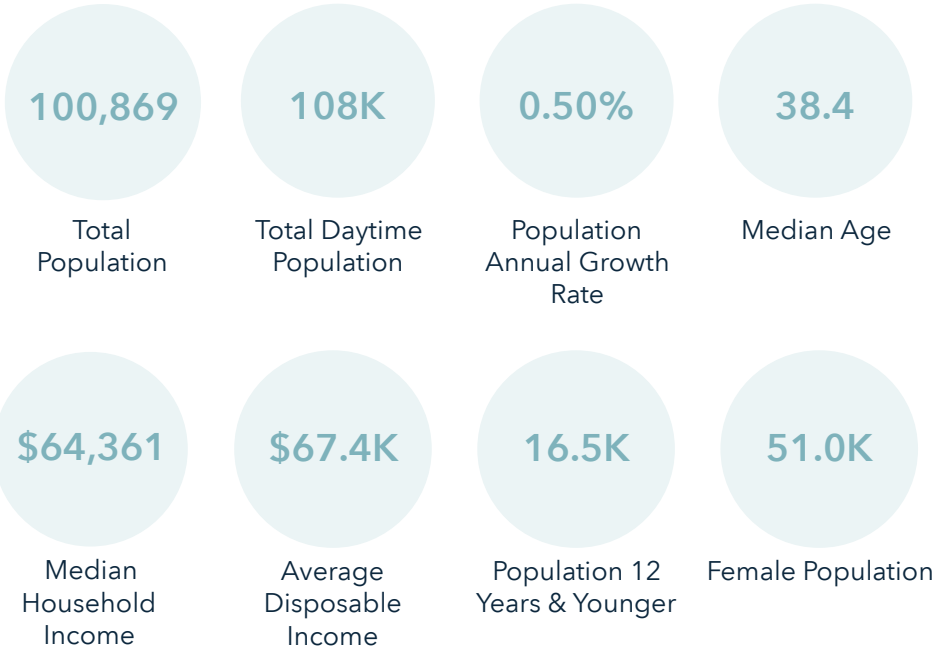 100,869
108K
0.50%
38.4
Total
Population
Total Daytime
Population
Population
Annual Growth
Rate
Median Age
$64,361
$67.4K
16.5K
51.0K
Median
Household
Income
Average
Disposable
Income
Population 12
Years & Younger
Female Population